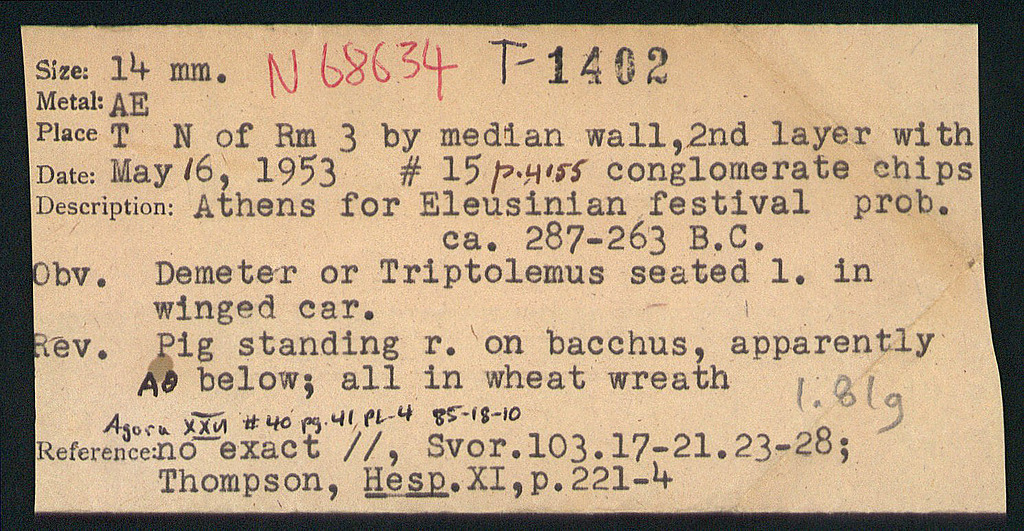 Size: 14 mm. N 68634 T-1402
Metal: AE
Place T N of Rm 3 by median wall,2nd layer with
Date: May 16, 1953 # 15 p.4155 conglomerate chips
Description: Athens for Eleusinian festival prob.
ca. 287-263 B.C.
Obv. Demeter or Triptolemus seated l. in
winged car.
Rev. Pig standing r. on bacchus, apparently
ΑΘ below; all in wheat wreath 1.81g
Agora XXVI #40 pg.41, PL-4 85-18-10
Reference: no exact //, Svor.103.17-21.23-28;
Thompson, Hesp.XI,p.221-4